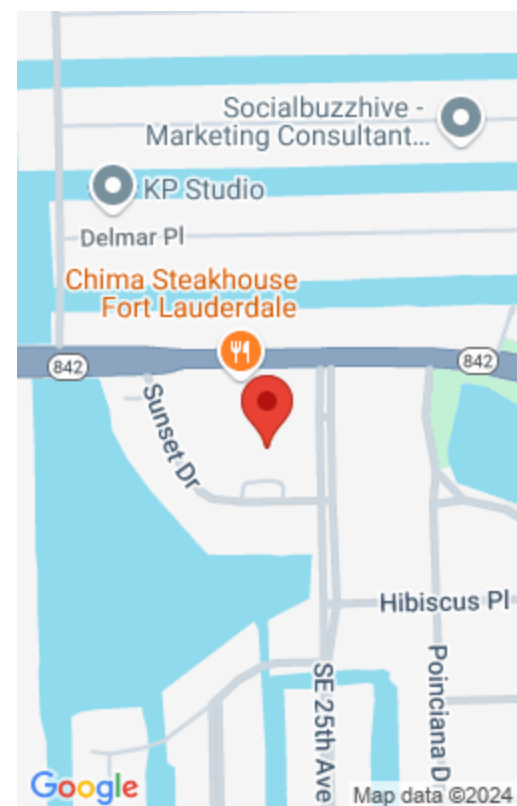 Socialbuzzhive -
Marketing Consultant...
KP Studio
Delmar Pl
Chima Steakhouse
Fort Lauderdale
842
842
Sunset Dr
Hibiscus Pl
Poinciana Dr
SE 25th Ave
Google
Map data ©2024